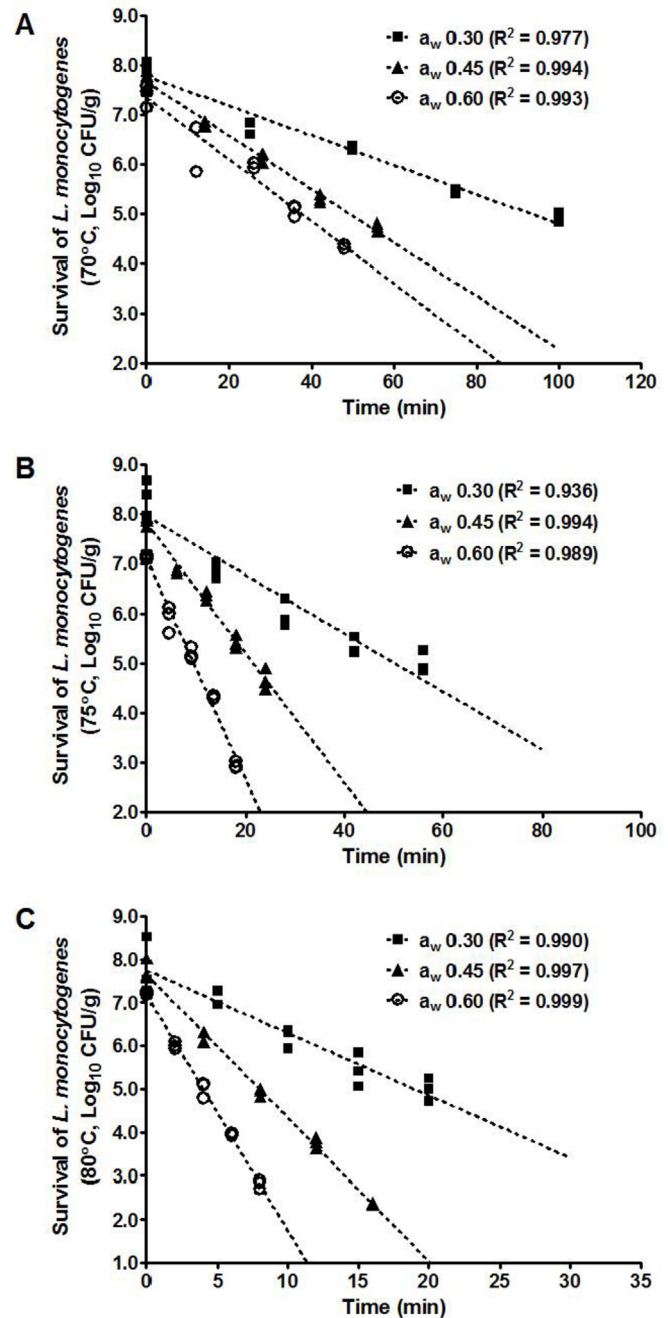 A
Survival of L. monocytogenes
(70°C, Log10 CFU/g)
9.0
8.0
7.0
6.0
5.0
4.0
3.0
2.0
aw 0.30 (R2 = 0.977)
aw 0.45 (R2 = 0.994)
aw 0.60 (R2 = 0.993)
0 20 40 60 80 100 120
Time (min)
B
Survival of L. monocytogenes
(75°C, Log10 CFU/g)
9.0
8.0
7.0
6.0
5.0
4.0
3.0
2.0
aw 0.30 (R2 = 0.936)
aw 0.45 (R2 = 0.994)
aw 0.60 (R2 = 0.989)
0 20 40 60 80 100
Time (min)
C
Survival of L. monocytogenes
(80°C, Log10 CFU/g)
9.0
8.0
7.0
6.0
5.0
4.0
3.0
2.0
1.0
aw 0.30 (R2 = 0.990)
aw 0.45 (R2 = 0.997)
aw 0.60 (R2 = 0.999)
0 5 10 15 20 25 30 35
Time (min)